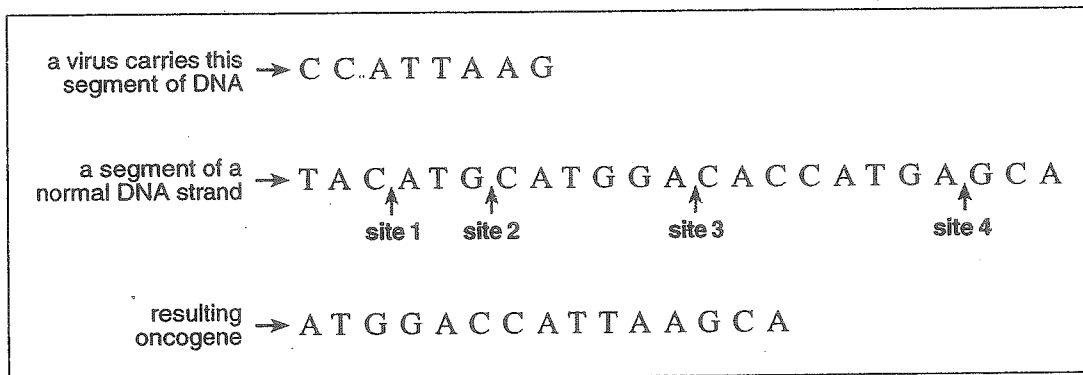 a virus carries this
segment of DNA → C C A T T A A G
a segment of a
normal DNA strand → T A C A T G C A T G G A C A C C A T G A G C A
site 1 site 2 site 3 site 4
resulting
oncogene → A T G G A C C A T T A A G C A